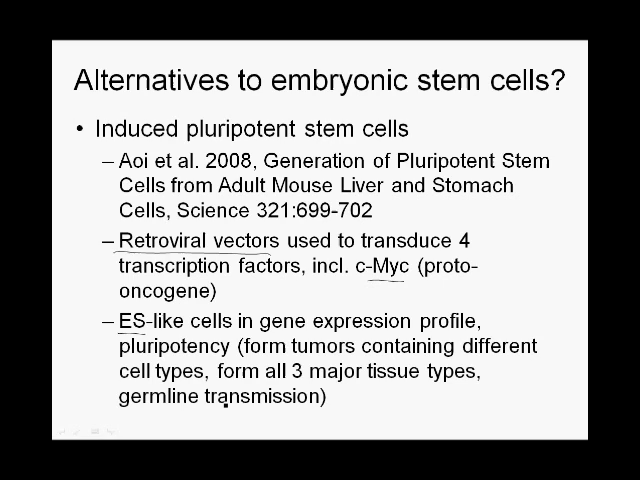 Alternatives to embryonic stem cells?
• Induced pluripotent stem cells
– Aoi et al. 2008, Generation of Pluripotent Stem
Cells from Adult Mouse Liver and Stomach
Cells, Science 321:699-702
– Retroviral vectors used to transduce 4
transcription factors, incl. c-Myc (proto-
oncogene)
– ES-like cells in gene expression profile,
pluripotency (form tumors containing different
cell types, form all 3 major tissue types,
germline transmission)